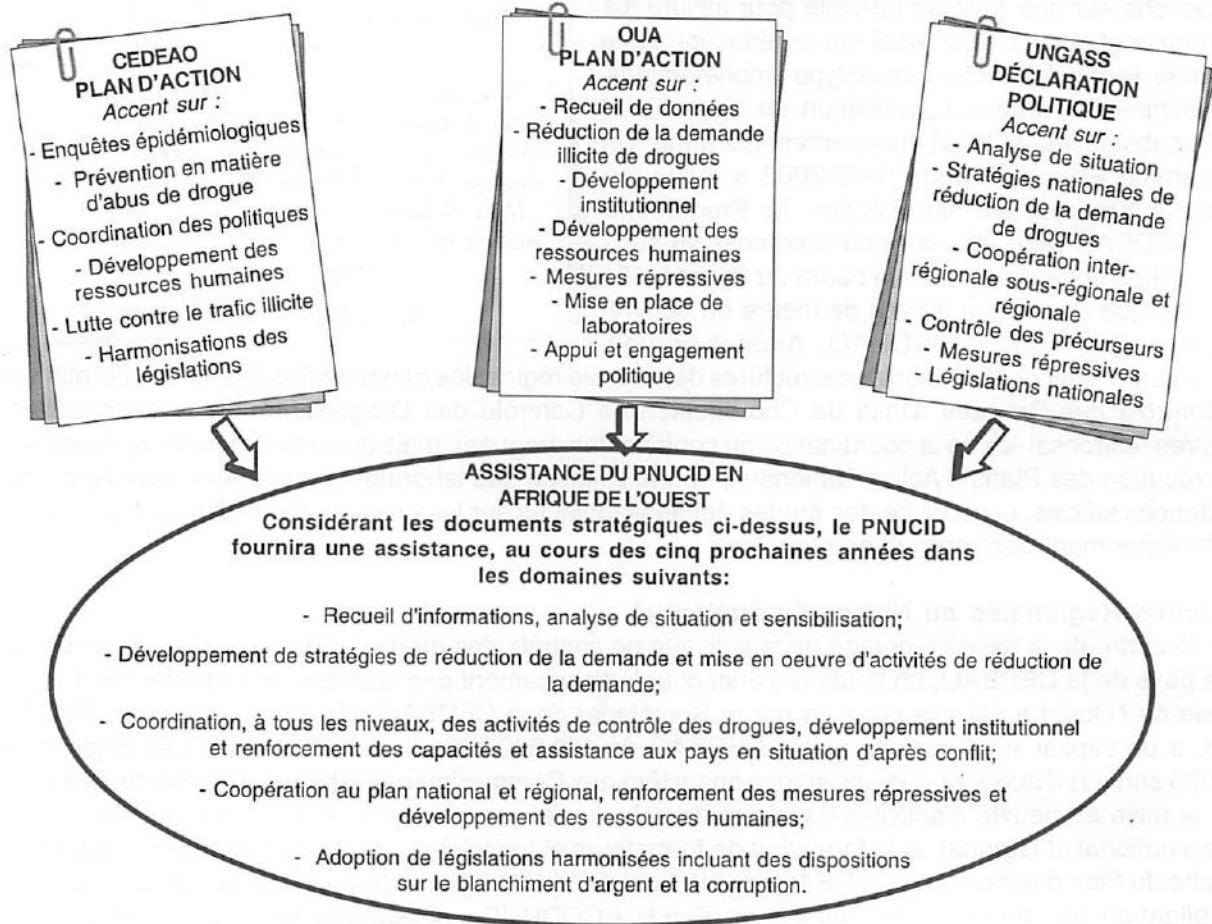 CEDEAO
PLAN D'ACTION
Accent sur :
- Enquêtes épidémiologiques
- Prévention en matière
d'abus de drogue
- Coordination des politiques
- Développement des
ressources humaines
- Lutte contre le trafic illicite
- Harmonisations des
législations
OUA
PLAN D'ACTION
Accent sur :
- Recueil de données
- Réduction de la demande
illicite de drogues
- Développement
institutionnel
- Développement des
ressources humaines
- Mesures répressives
- Mise en place de
laboratoires
- Appui et engagement
politique
UNGASS
DÉCLARATION
POLITIQUE
Accent sur :
- Analyse de situation
- Stratégies nationales de
réduction de la demande
de drogues
- Coopération inter-
régionale sous-régionale et
régionale
- Contrôle des précurseurs
- Mesures répressives
- Législations nationales
ASSISTANCE DU PNUCID EN
AFRIQUE DE L'OUEST
Considérant les documents stratégiques ci-dessus, le PNUCID
fournira une assistance, au cours des cinq prochaines années dans
les domaines suivants:
- Recueil d'informations, analyse de situation et sensibilisation;
- Développement de stratégies de réduction de la demande et mise en oeuvre d'activités de réduction de
la demande;
- Coordination, à tous les niveaux, des activités de contrôle des drogues, développement institutionnel
et renforcement des capacités et assistance aux pays en situation d'après conflit;
- Coopération au plan national et régional, renforcement des mesures répressives et
développement des ressources humaines;
- Adoption de législations harmonisées incluant des dispositions
sur le blanchiment d'argent et la corruption.